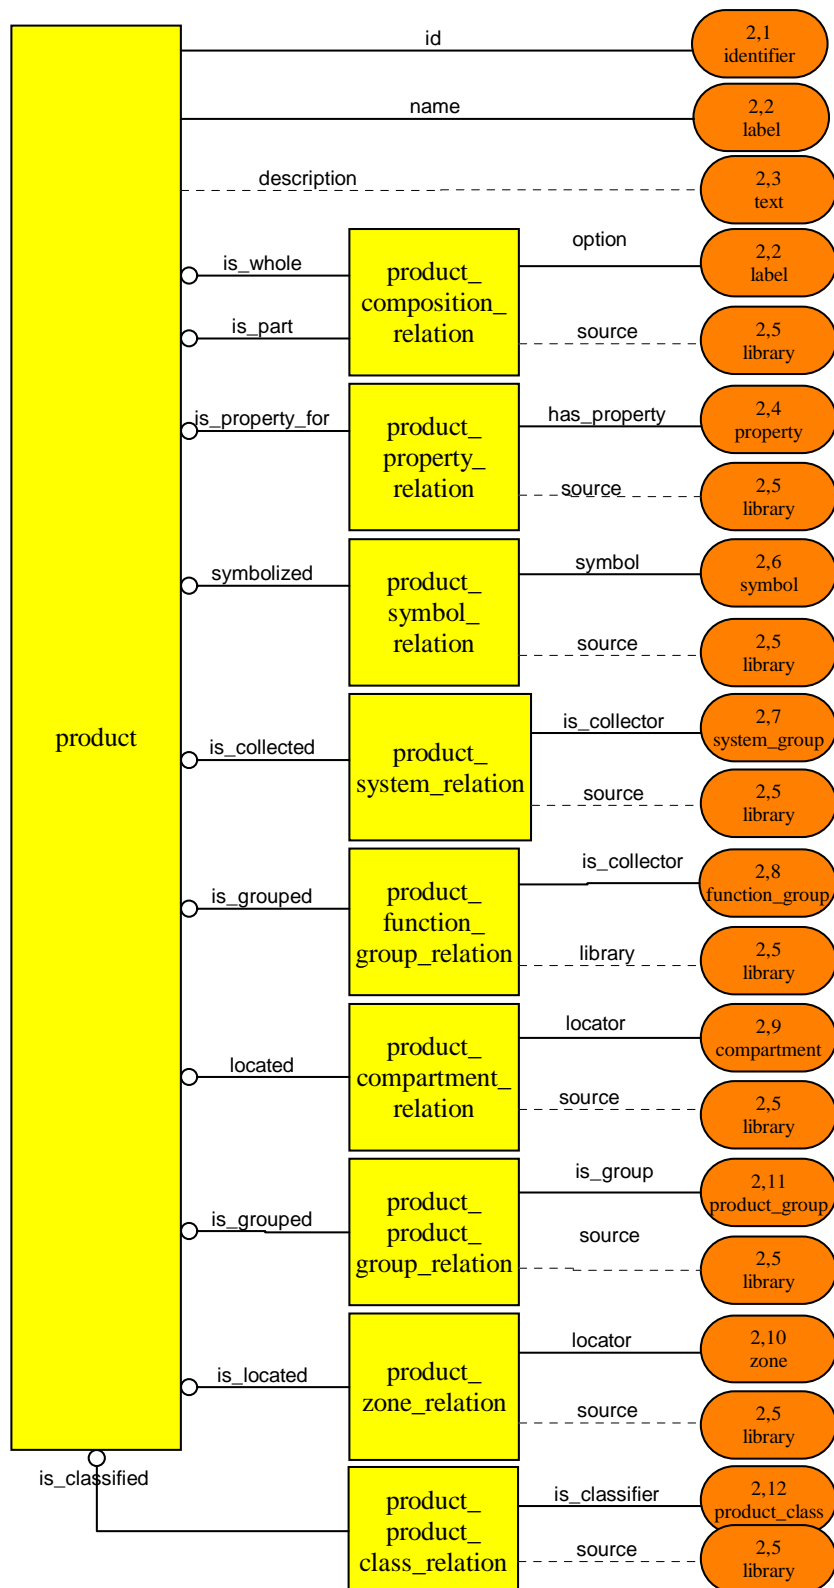 id
2,1
identifier
name
2,2
label
description
2,3
text
is_whole
is_part
product_
composition_
relation
option
2,2
label
source
2,5
library
is_property_for
product_
property_
relation
has_property
2,4
property
source
2,5
library
symbolized
product_
symbol_
relation
symbol
2,6
symbol
source
2,5
library
product
is_collected
product_
system_relation
is_collector
2,7
system_group
source
2,5
library
is_grouped
product_
function_
group_relation
is_collector
2,8
function_group
library
2,5
library
located
product_
compartment_
relation
locator
2,9
compartment
source
2,5
library
is_grouped
product_
product_
group_relation
is_group
2,11
product_group
source
2,5
library
is_located
product_
zone_relation
locator
2,10
zone
source
2,5
library
is_classified
product_
product_
class_relation
is_classifier
2,12
product_class
source
2,5
library